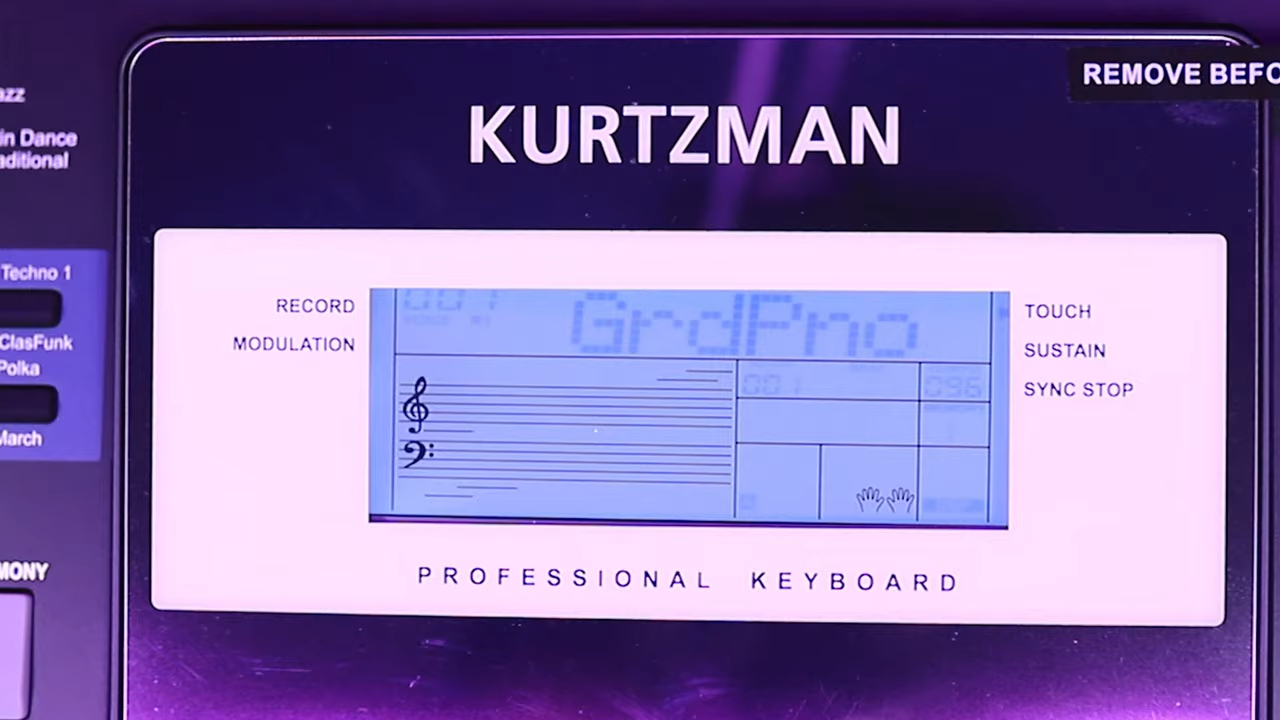 REMOVE BEFO
KURTZMAN
azz
in Dance
aditional
Techno 1
ClasFunk
Polka
March
MONY
RECORD
MODULATION
001
GrdPno
001
096
TOUCH
SUSTAIN
SYNC STOP
PROFESSIONAL KEYBOARD